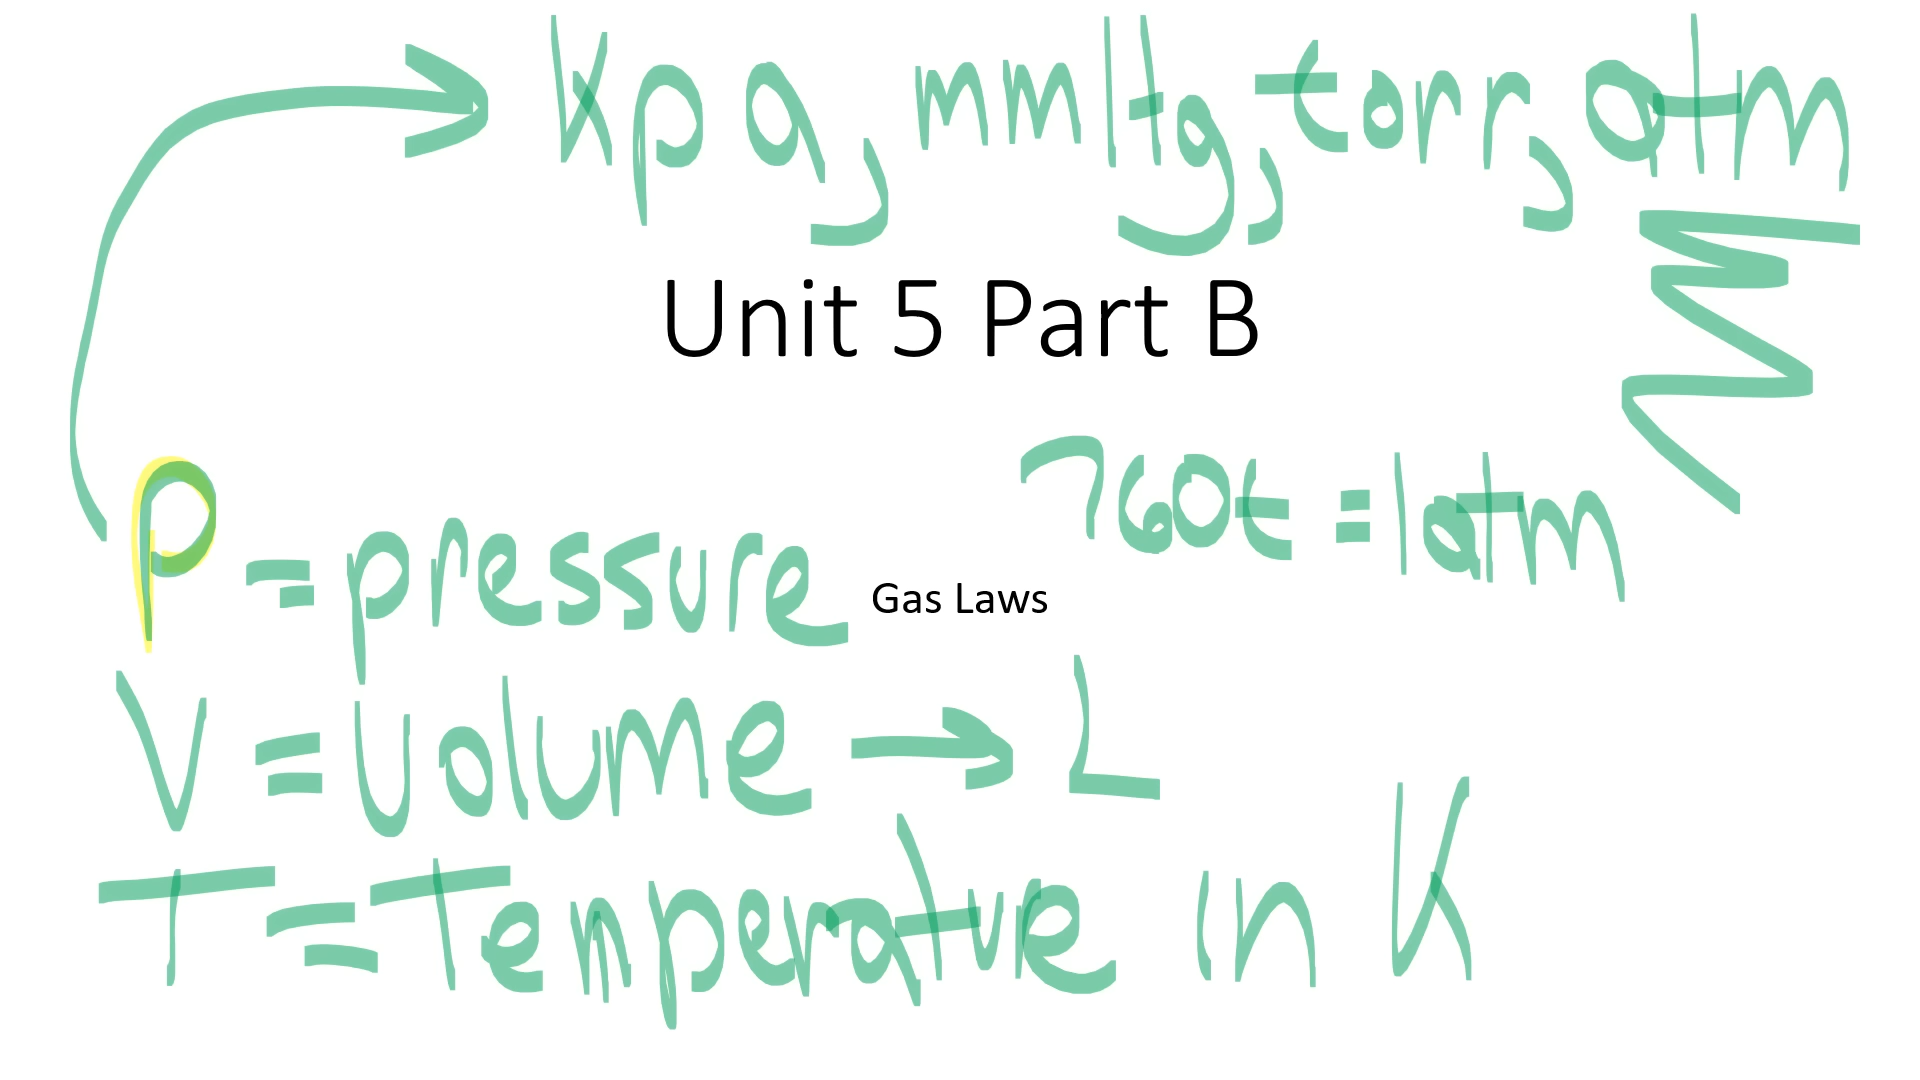 kpa, mmHg, torr, atm
Unit 5 Part B
760t = 1atm
P = pressure
Gas Laws
V = volume → L
T = Temperature in K